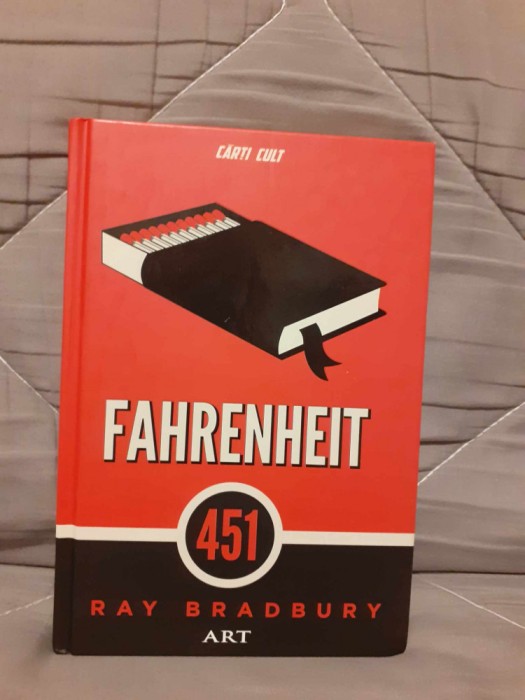 CĂRȚI CULT
FAHRENHEIT
451
RAY BRADBURY
ART